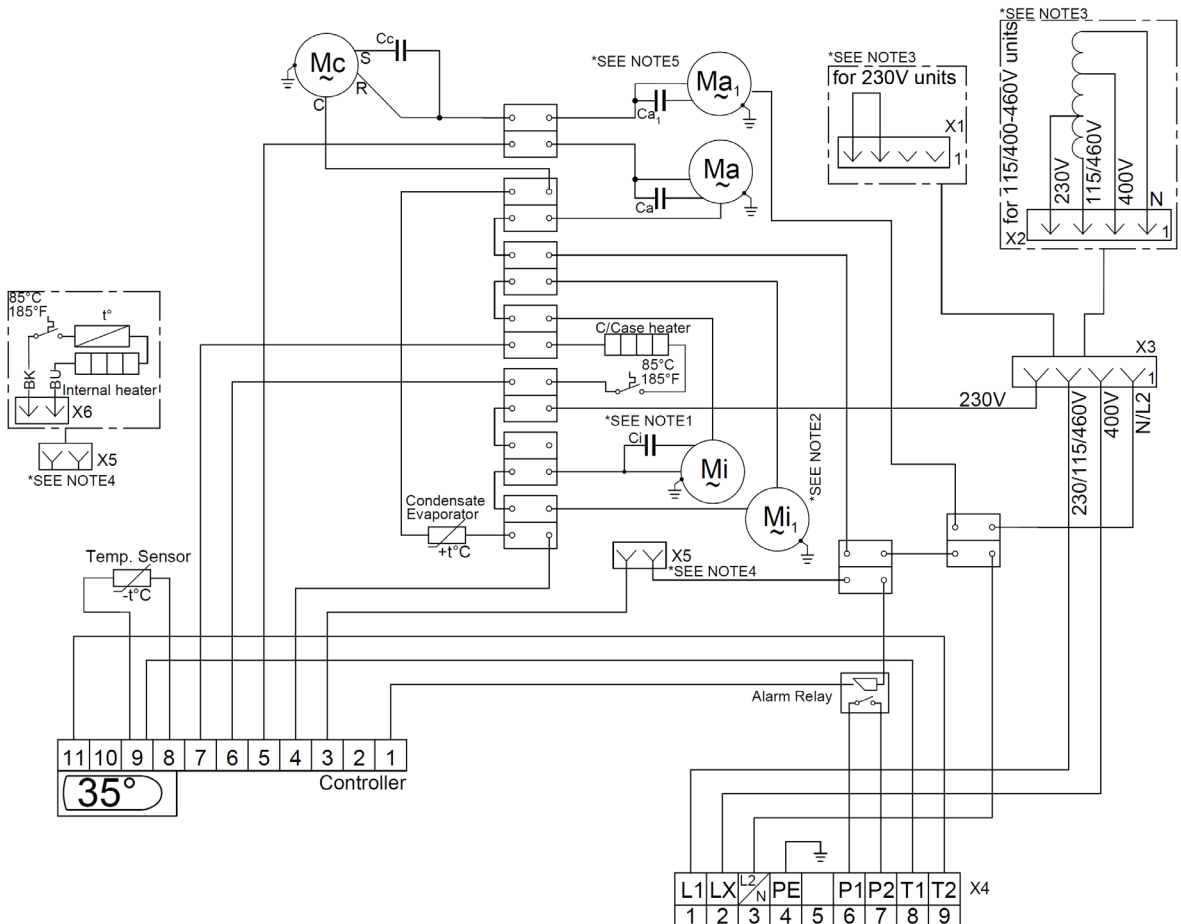 *SEE NOTE3
for 115/400-460V units
230V
115/460V
400V
N
X2
1
*SEE NOTE3
for 230V units
X1
1
Cc
Mc
~
S
R
C
*SEE NOTE5
Ma1
~
Ca1
Ma
~
Ca
85°C
185°F
t°
BK
BU
Internal heater
X6
X5
*SEE NOTE4
C/Case heater
85°C
185°F
X3
1
230V
230/115/460V
400V
N/L2
*SEE NOTE1
Ci
Mi
~
*SEE NOTE2
Mi1
~
Condensate
Evaporator
+t°C
X5
*SEE NOTE4
Temp. Sensor
-t°C
Alarm Relay
11 10 9 8 7 6 5 4 3 2 1
35°
Controller
L1 LX L2/N PE P1 P2 T1 T2 X4
1 2 3 4 5 6 7 8 9